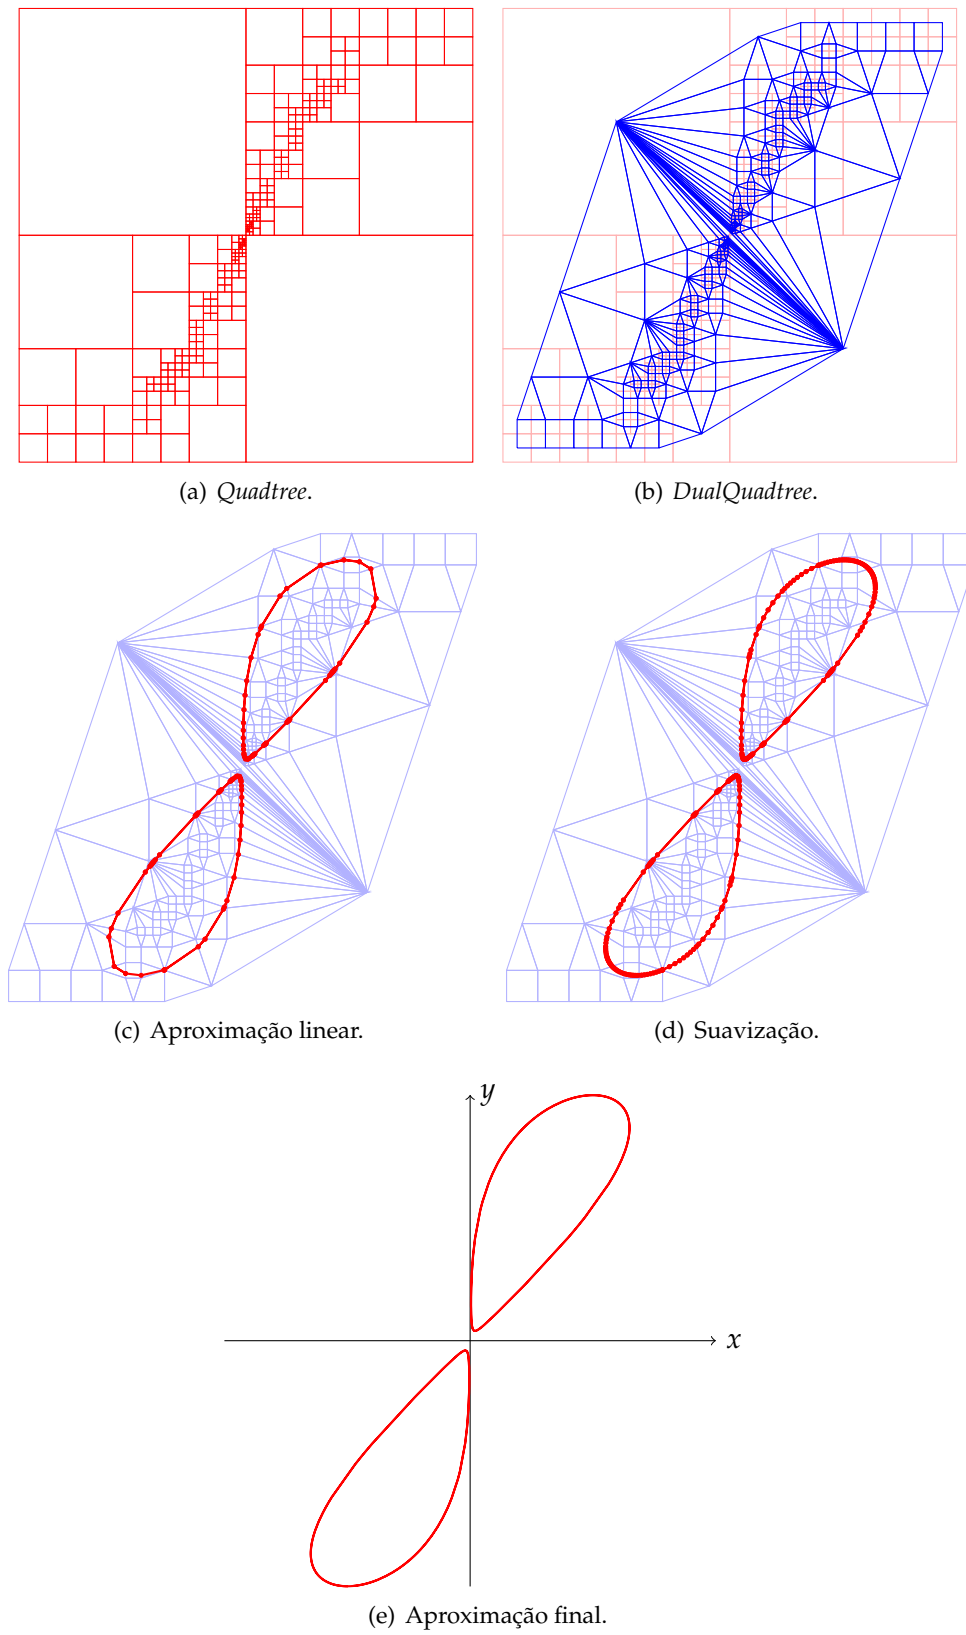 (a) Quadtree.
(b) DualQuadtree.
(c) Aproximação linear.
(d) Suavização.
y
x
(e) Aproximação final.